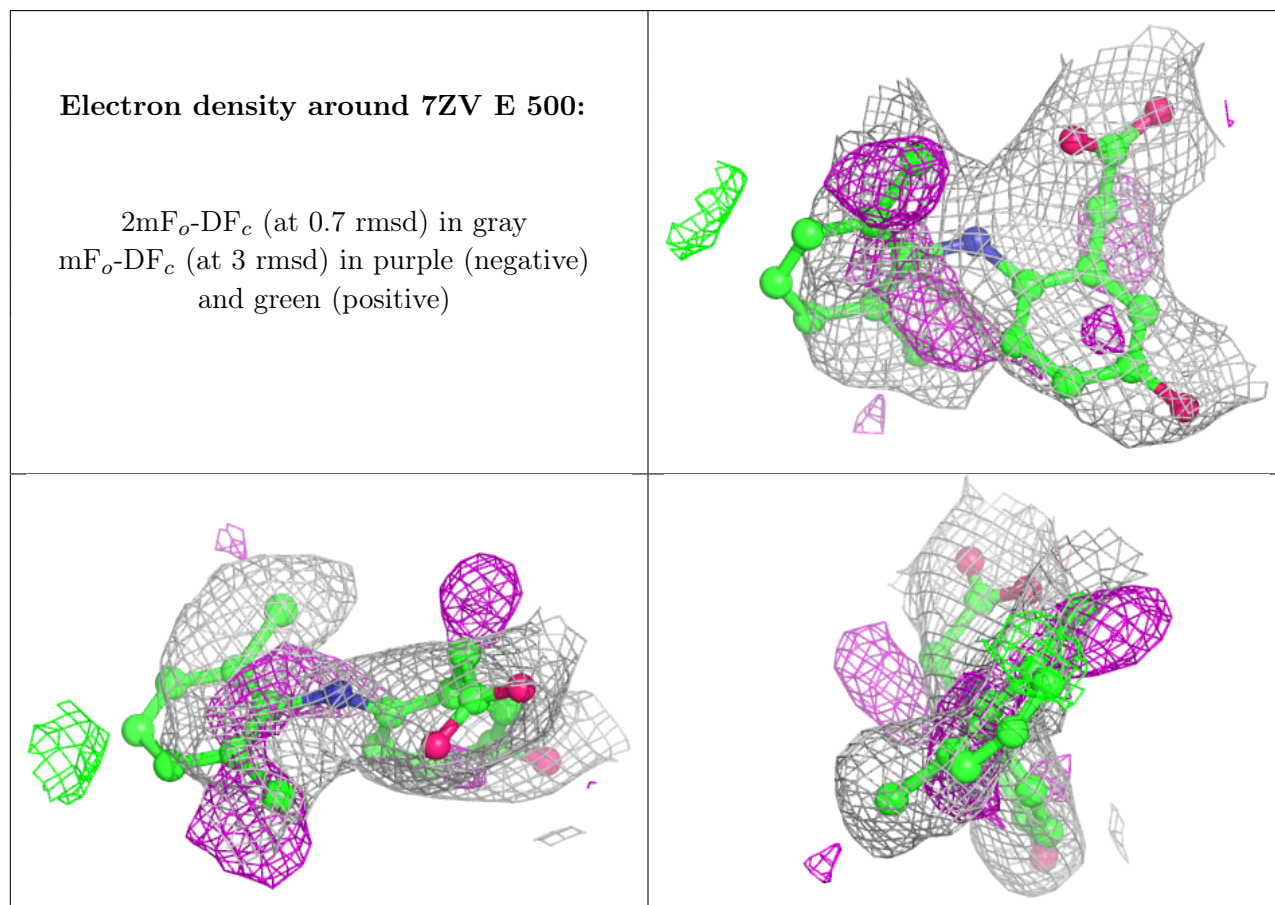 Electron density around 7ZV E 500:
2mFo-DFc (at 0.7 rmsd) in gray
mFo-DFc (at 3 rmsd) in purple (negative)
and green (positive)